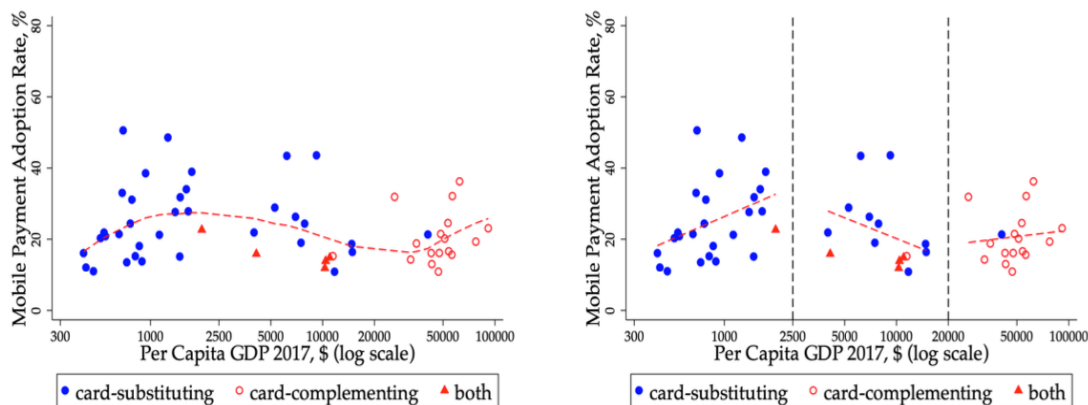 Mobile Payment Adoption Rate, %
80
60
40
20
0
300 1000 2000 5000 10000 20000 50000 100000
Per Capita GDP 2017, $ (log scale)
card-substituting card-complementing both
Mobile Payment Adoption Rate, %
80
60
40
20
0
300 1000 2000 5000 10000 20000 50000 100000
Per Capita GDP 2017, $ (log scale)
card-substituting card-complementing both